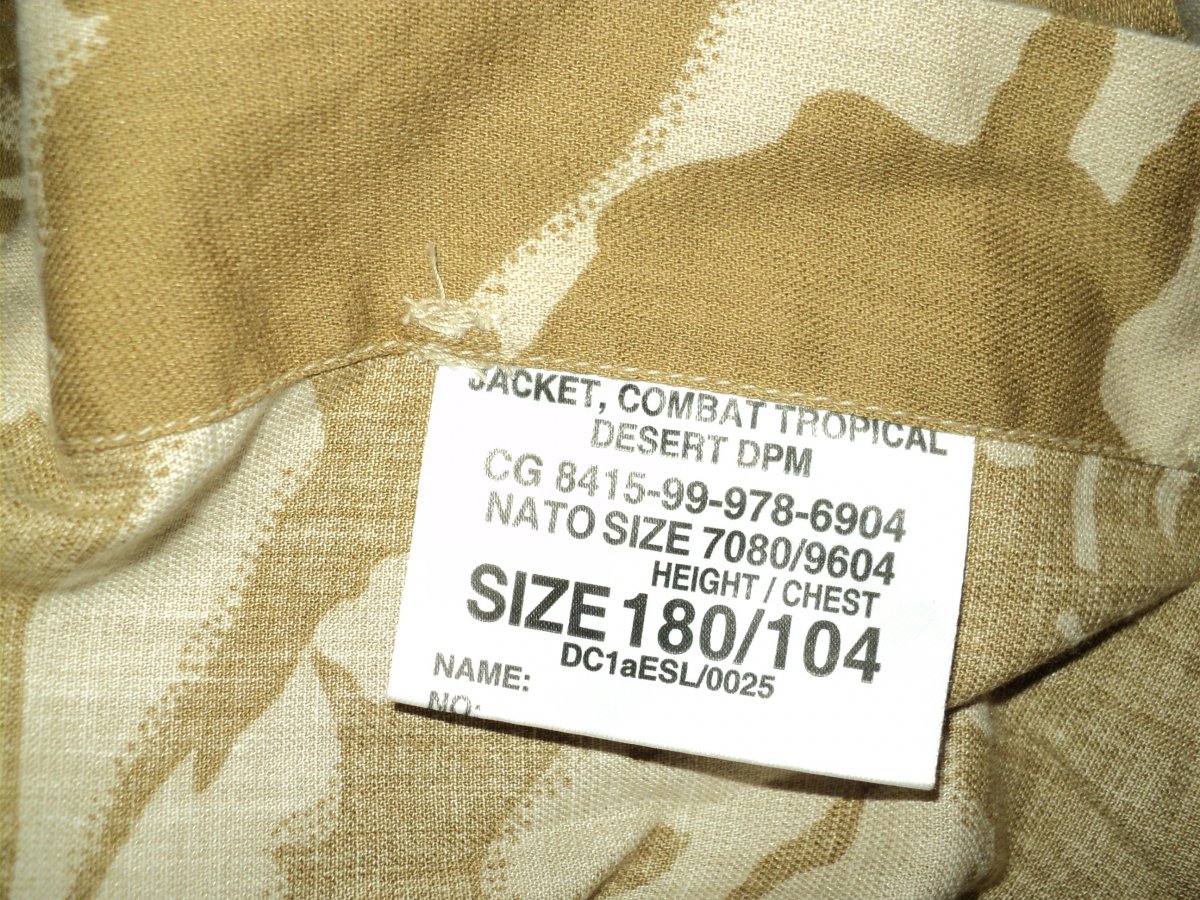 JACKET, COMBAT TROPICAL
DESERT DPM
CG 8415-99-978-6904
NATO SIZE 7080/9604
HEIGHT / CHEST
SIZE 180/104
DC1aESL/0025
NAME:
NO: